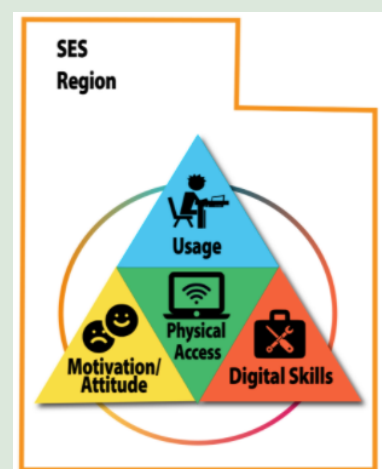 SES
Region
Usage
Physical
Access
Motivation/
Attitude
Digital Skills